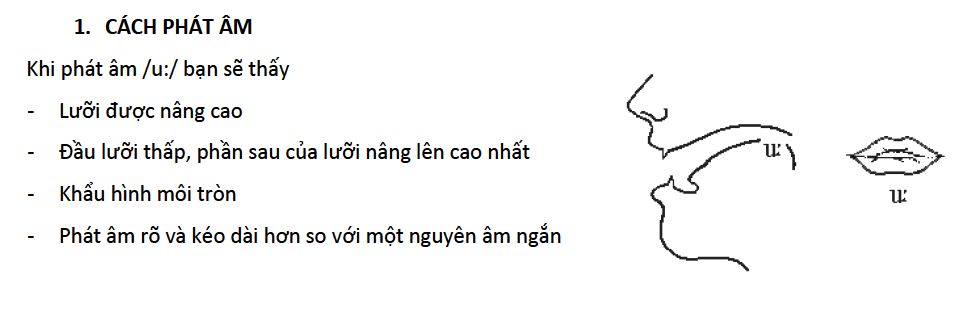 1. CÁCH PHÁT ÂM
Khi phát âm /u:/ bạn sẽ thấy
- Lưỡi được nâng cao
- Đầu lưỡi thấp, phần sau của lưỡi nâng lên cao nhất
- Khẩu hình môi tròn
- Phát âm rõ và kéo dài hơn so với một nguyên âm ngắn
u:
u: